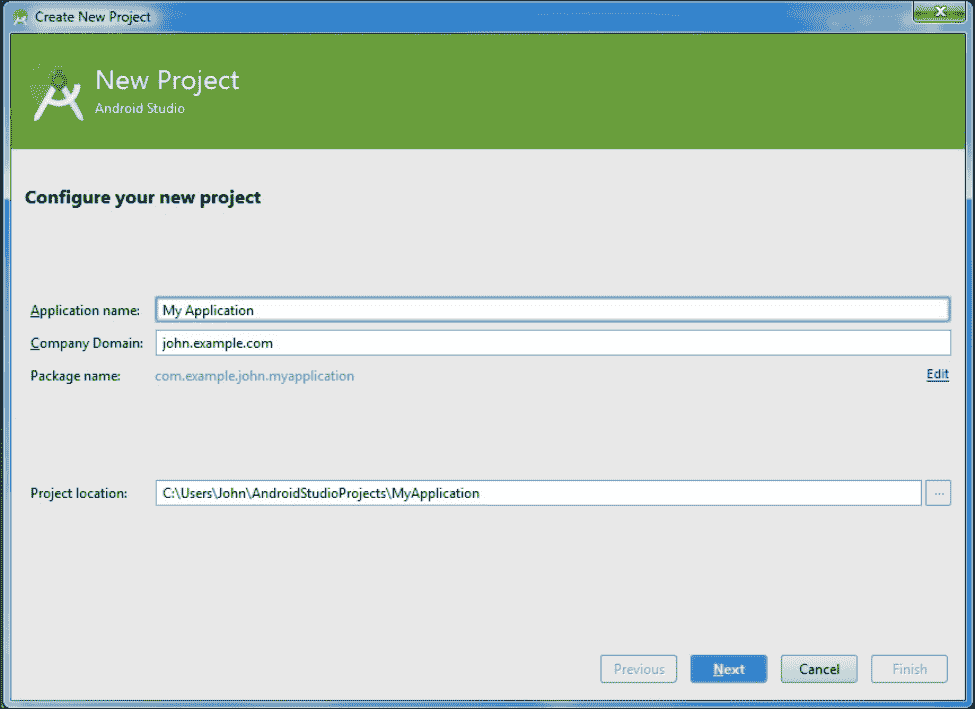 Create New Project
New Project
Android Studio
Configure your new project
Application name: My Application
Company Domain: john.example.com
Package name: com.example.john.myapplication Edit
Project location: C:\Users\John\AndroidStudioProjects\MyApplication ...
Previous Next Cancel Finish